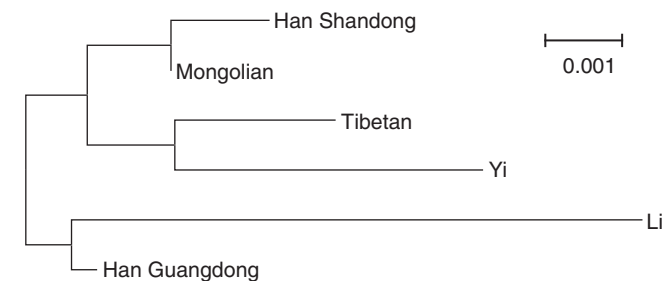 Han Shandong
0.001
Mongolian
Tibetan
Yi
Li
Han Guangdong